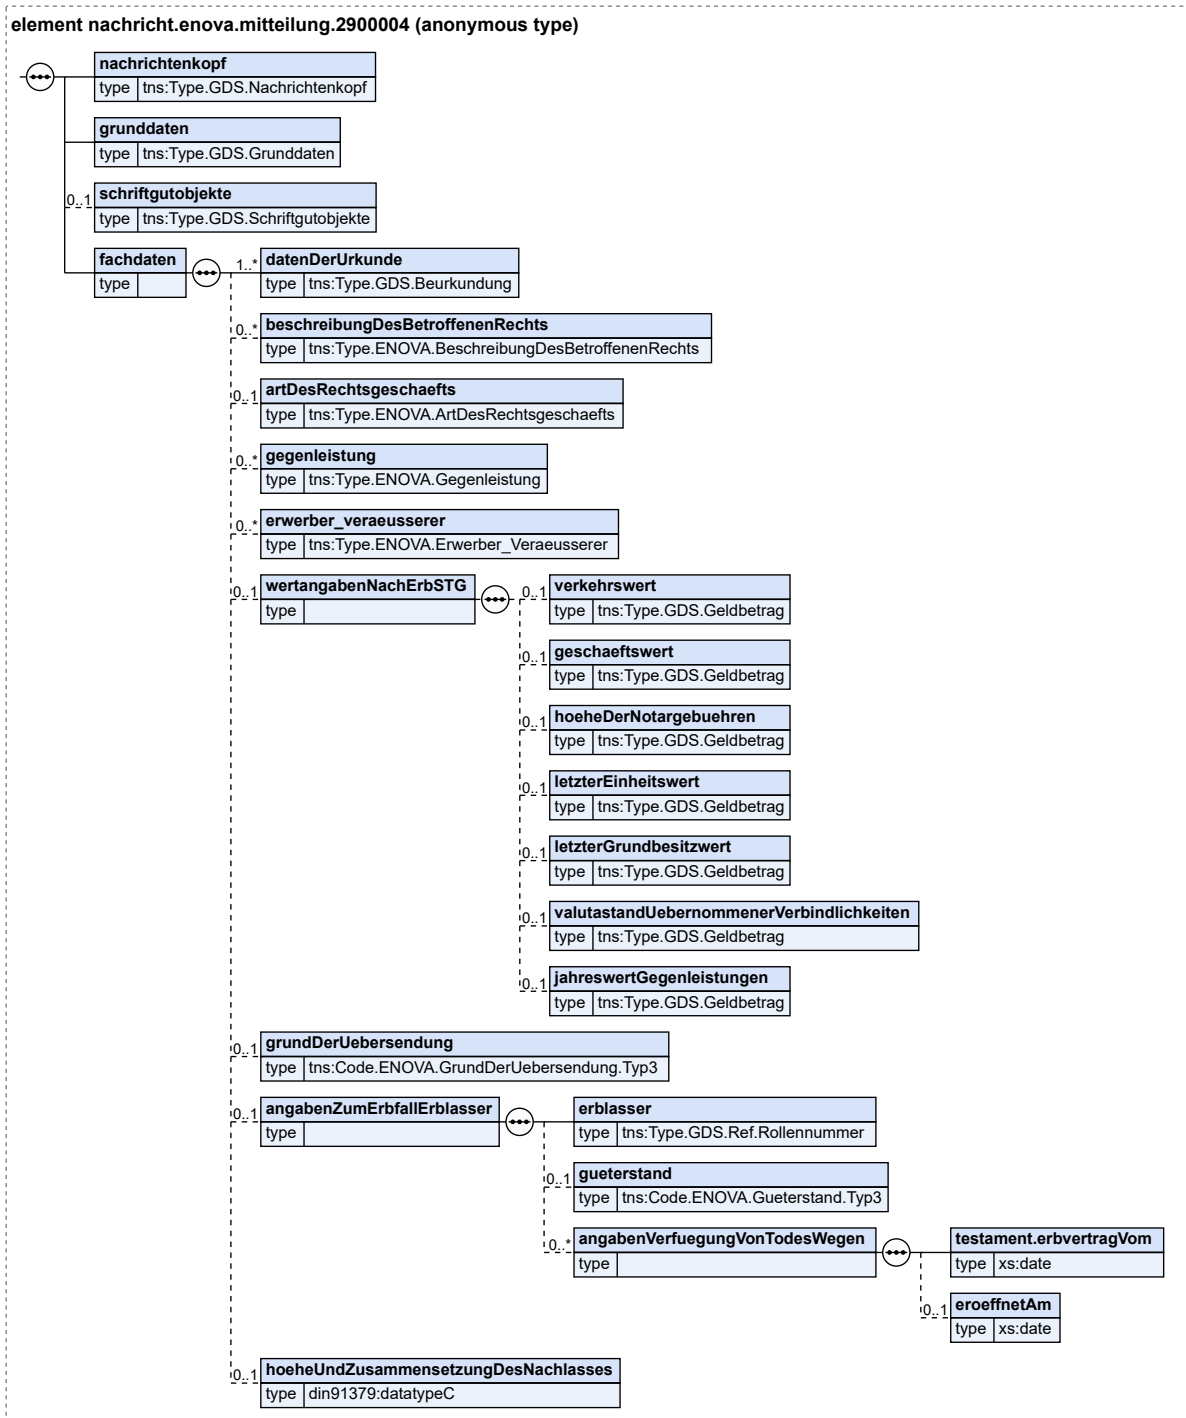 element nachricht.enova.mitteilung.2900004 (anonymous type)
nachrichtenkopf
type tns:Type.GDS.Nachrichtenkopf
grunddaten
type tns:Type.GDS.Grunddaten
0..1 schriftgutobjekte
type tns:Type.GDS.Schriftgutobjekte
fachdaten
type
1..* datenDerUrkunde
type tns:Type.GDS.Beurkundung
0..* beschreibungDesBetroffenenRechts
type tns:Type.ENOVA.BeschreibungDesBetroffenenRechts
0..1 artDesRechtsgeschaefts
type tns:Type.ENOVA.ArtDesRechtsgeschaefts
0..* gegenleistung
type tns:Type.ENOVA.Gegenleistung
0..* erwerber_veraeusserer
type tns:Type.ENOVA.Erwerber_Veraeusserer
0..1 wertangabenNachErbSTG
type
0..1 verkehrswert
type tns:Type.GDS.Geldbetrag
0..1 geschaeftswert
type tns:Type.GDS.Geldbetrag
0..1 hoeheDerNotargebuehren
type tns:Type.GDS.Geldbetrag
0..1 letzterEinheitswert
type tns:Type.GDS.Geldbetrag
0..1 letzterGrundbesitzwert
type tns:Type.GDS.Geldbetrag
0..1 valutastandUebernommenerVerbindlichkeiten
type tns:Type.GDS.Geldbetrag
0..1 jahreswertGegenleistungen
type tns:Type.GDS.Geldbetrag
0..1 grundDerUebersendung
type tns:Code.ENOVA.GrundDerUebersendung.Typ3
0..1 angabenZumErbfallErblasser
type
erblasser
type tns:Type.GDS.Ref.Rollennummer
0..1 gueterstand
type tns:Code.ENOVA.Gueterstand.Typ3
0..* angabenVerfuegungVonTodesWegen
type
testament.erbvertragVom
type xs:date
0..1 eroeffnetAm
type xs:date
0..1 hoeheUndZusammensetzungDesNachlasses
type din91379:datatypeC